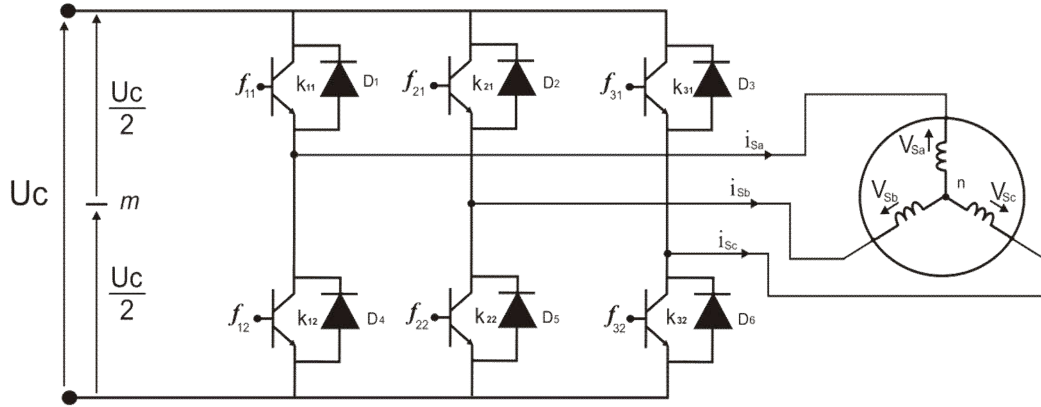 f11 k11 D1
f21 k21 D2
f31 k31 D3
Uc
2
iSa
VSa
Uc
m
iSb
VSb
n
VSc
iSc
Uc
2
f12 k12 D4
f22 k22 D5
f32 k32 D6